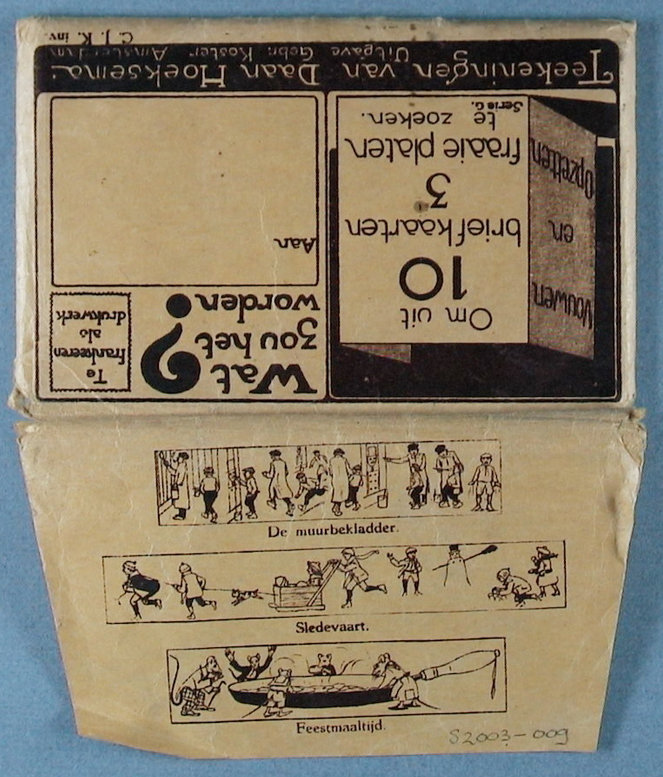 Wat
zou het
worden
?
Te
frankeeren
als
drukwerk
Aan
Om uit
10
briefkaarten
3
fraaie platen
te zoeken.
Serie G.
vouwen
en
opzetten
Teekeningen van Daan Hoeksema.
Uitgave Gebr. Koster Amsterdam
C. J. K. inv.
De muurbekladder.
Sledevaart.
Feestmaaltijd.
S2003-009